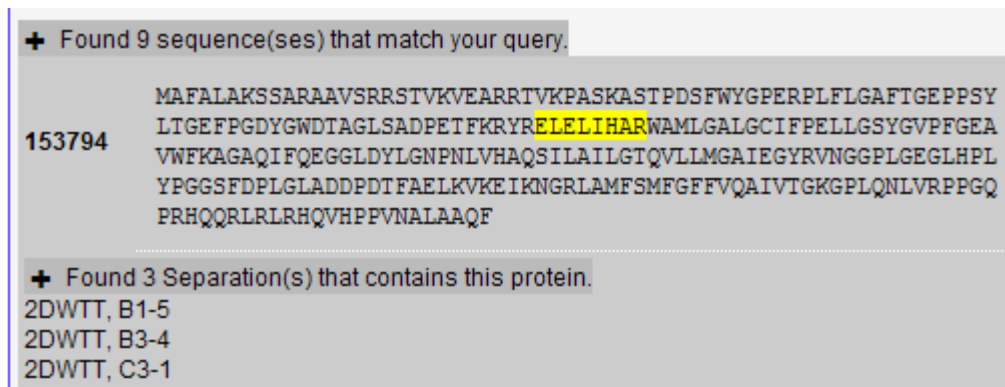 + Found 9 sequence(ses) that match your query.
MAFALAKSSARAAVSRRSTVKVEARRTVKPASKASTPDSFWYGPERPLFLGAFTGEPPSY
LTGEFPGDYGWDTAGLSADPETFKRYRELELIHARWAMLGALGCIFPELLGSYGVPFGEA
153794
VWFKAGAQIFQEGGLDYLGNPNLVHAQSILAILGTQVLLMGAIEGYRVNGGPLGEGLHPL
YPGGSFDPLGLADDPDTFAELKVKEIKNGRLAMFSMFGFFVQAIVTGKGPLQNLVRPPGQ
PRHQQRLRLRHQVHPPVNALAAQF
+ Found 3 Separation(s) that contains this protein.
2DWTT, B1-5
2DWTT, B3-4
2DWTT, C3-1